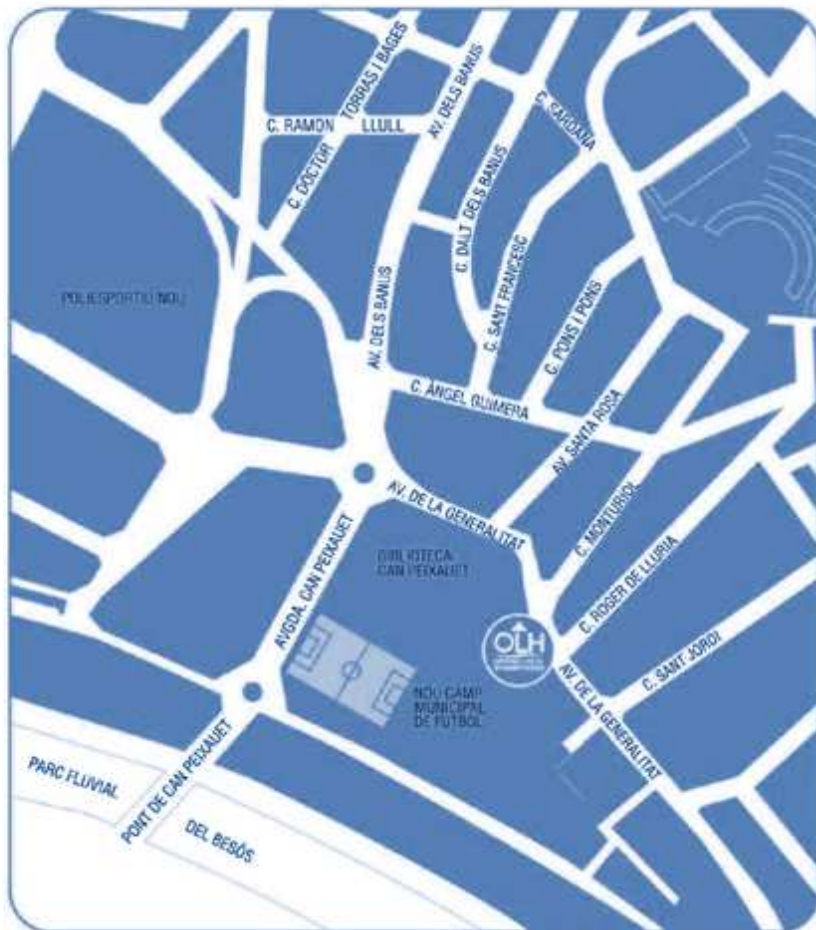 TORRAS I BAGES
AV. DELS BANUS
C. SARDANA
C. RAMON LLULL
C. DOCTOR
C. DALT DELS BANUS
C. SANT FRANCESC
POLIESPORTIU NOU
AV. DELS BANUS
C. PONS I PONS
C. ÀNGEL GUIMERA
AV. SANTA ROSA
AV. DE LA GENERALITAT
C. MONTURIOL
BIBLIOTECA
CAN PEIXAUET
AVGDA. CAN PEIXAUET
C. ROGER DE LLURIA
OLH
C. SANT JORDI
AV. DE LA GENERALITAT
NOU CAMP
MUNICIPAL
DE FUTBOL
PARC FLUVIAL
PONT DE CAN PEIXAUET
DEL BESÒS